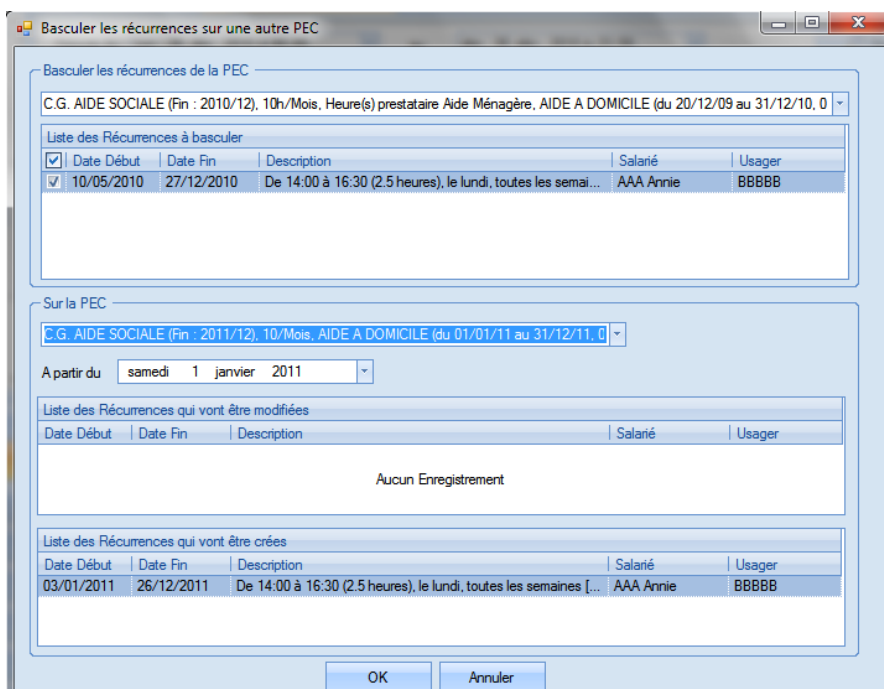 Basculer les récurrences sur une autre PEC
Basculer les récurrences de la PEC
C.G. AIDE SOCIALE (Fin : 2010/12), 10h/Mois, Heure(s) prestataire Aide Ménagère, AIDE A DOMICILE (du 20/12/09 au 31/12/10, 0
Liste des Récurrences à basculer
Date Début Date Fin Description Salarié Usager
10/05/2010 27/12/2010 De 14:00 à 16:30 (2.5 heures), le lundi, toutes les semai... AAA Annie BBBBB
Sur la PEC
C.G. AIDE SOCIALE (Fin : 2011/12), 10/Mois, AIDE A DOMICILE (du 01/01/11 au 31/12/11, 0
A partir du samedi 1 janvier 2011
Liste des Récurrences qui vont être modifiées
Date Début Date Fin Description Salarié Usager
Aucun Enregistrement
Liste des Récurrences qui vont être crées
Date Début Date Fin Description Salarié Usager
03/01/2011 26/12/2011 De 14:00 à 16:30 (2.5 heures), le lundi, toutes les semaines [... AAA Annie BBBBB
OK Annuler